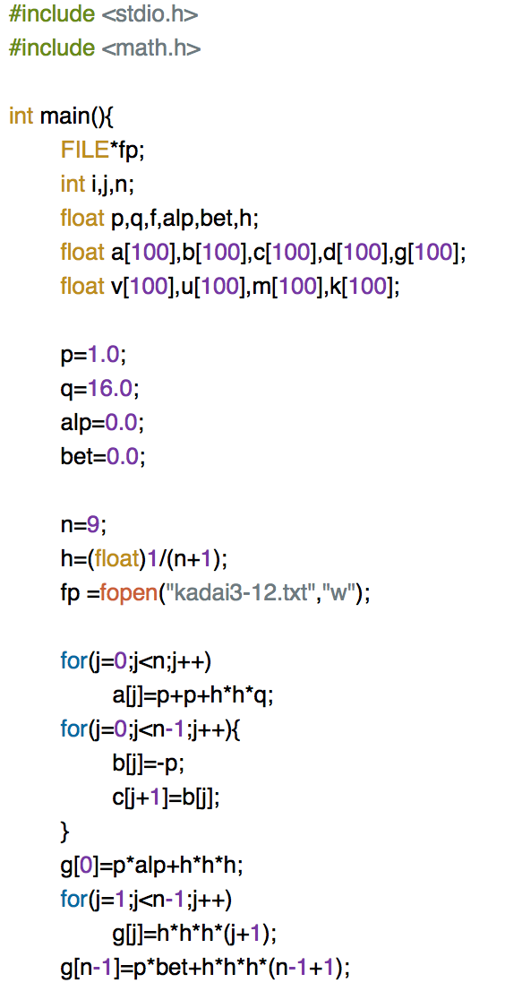 #include <stdio.h>
#include <math.h>
int main(){
FILE*fp;
int i,j,n;
float p,q,f,alp,bet,h;
float a[100],b[100],c[100],d[100],g[100];
float v[100],u[100],m[100],k[100];
p=1.0;
q=16.0;
alp=0.0;
bet=0.0;
n=9;
h=(float)1/(n+1);
fp =fopen("kadai3-12.txt","w");
for(j=0;j<n;j++)
a[j]=p+p+h*h*q;
for(j=0;j<n-1;j++){
b[j]=-p;
c[j+1]=b[j];
}
g[0]=p*alp+h*h*h;
for(j=1;j<n-1;j++)
g[j]=h*h*h*(j+1);
g[n-1]=p*bet+h*h*h*(n-1+1);